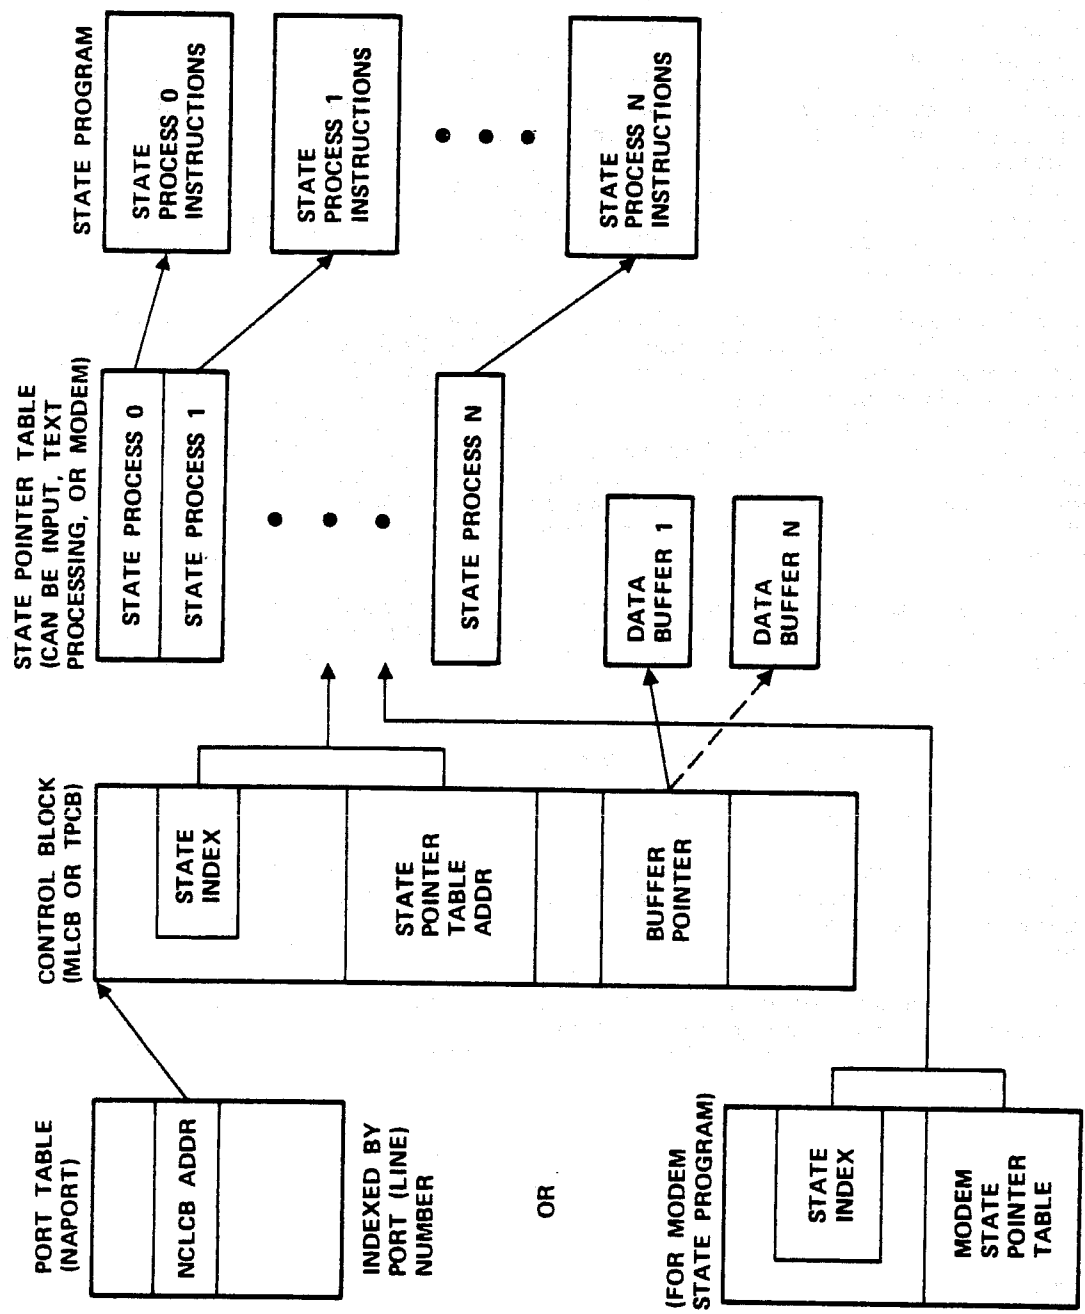 PORT TABLE
(NAPORT)
NCLCB ADDR
INDEXED BY
PORT (LINE)
NUMBER
OR
(FOR MODEM
STATE PROGRAM)
STATE
INDEX
MODEM
STATE
POINTER
TABLE
CONTROL BLOCK
(MLCB OR TPCB)
STATE
INDEX
STATE
POINTER
TABLE
ADDR
BUFFER
POINTER
STATE POINTER TABLE
(CAN BE INPUT, TEXT
PROCESSING, OR MODEM)
STATE PROCESS 0
STATE PROCESS 1
STATE PROCESS N
DATA
BUFFER 1
DATA
BUFFER N
STATE PROGRAM
STATE
PROCESS 0
INSTRUCTIONS
STATE
PROCESS 1
INSTRUCTIONS
STATE
PROCESS N
INSTRUCTIONS